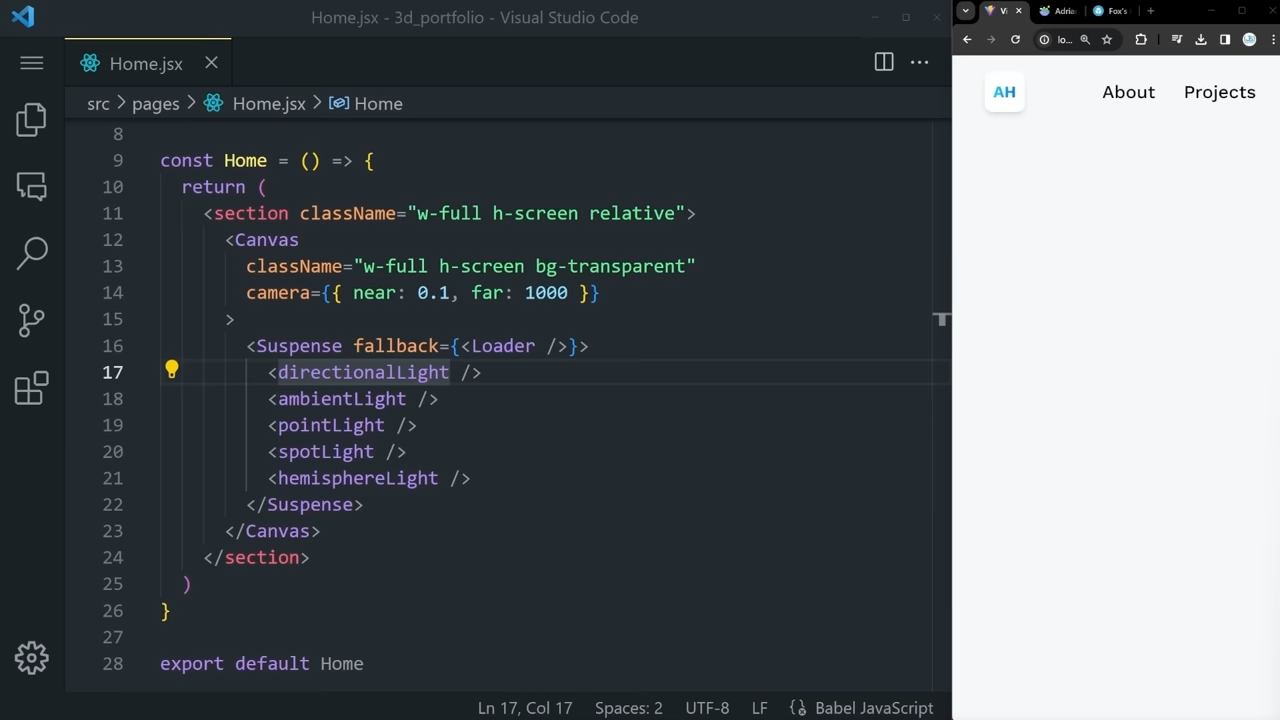 Home.jsx - 3d_portfolio - Visual Studio Code
Home.jsx
src > pages > Home.jsx > Home
8
9 const Home = () => {
10 return (
11 <section className="w-full h-screen relative">
12 <Canvas
13 className="w-full h-screen bg-transparent"
14 camera={{ near: 0.1, far: 1000 }}
15 >
16 <Suspense fallback={<Loader />}>
17 <directionalLight />
18 <ambientLight />
19 <pointLight />
20 <spotLight />
21 <hemisphereLight />
22 </Suspense>
23 </Canvas>
24 </section>
25 )
26 }
27
28 export default Home
Ln 17, Col 17 Spaces: 2 UTF-8 LF Babel JavaScript
Vi Adria Fox's
lo...
AH About Projects